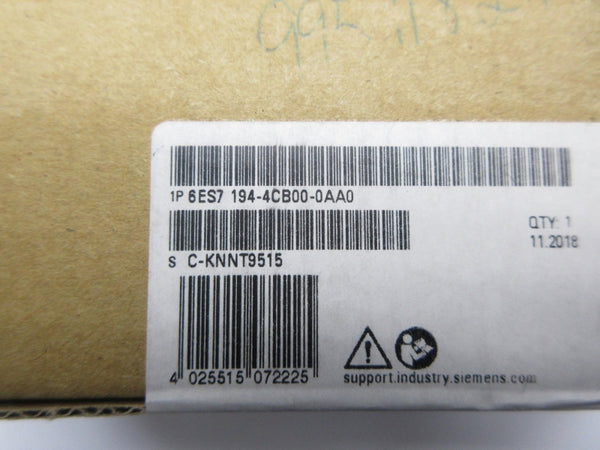 1P 6ES7 194-4CB00-0AA0
S C-KNNT9515
QTY: 1
11.2018
4 025515 072225
support.industry.siemens.com